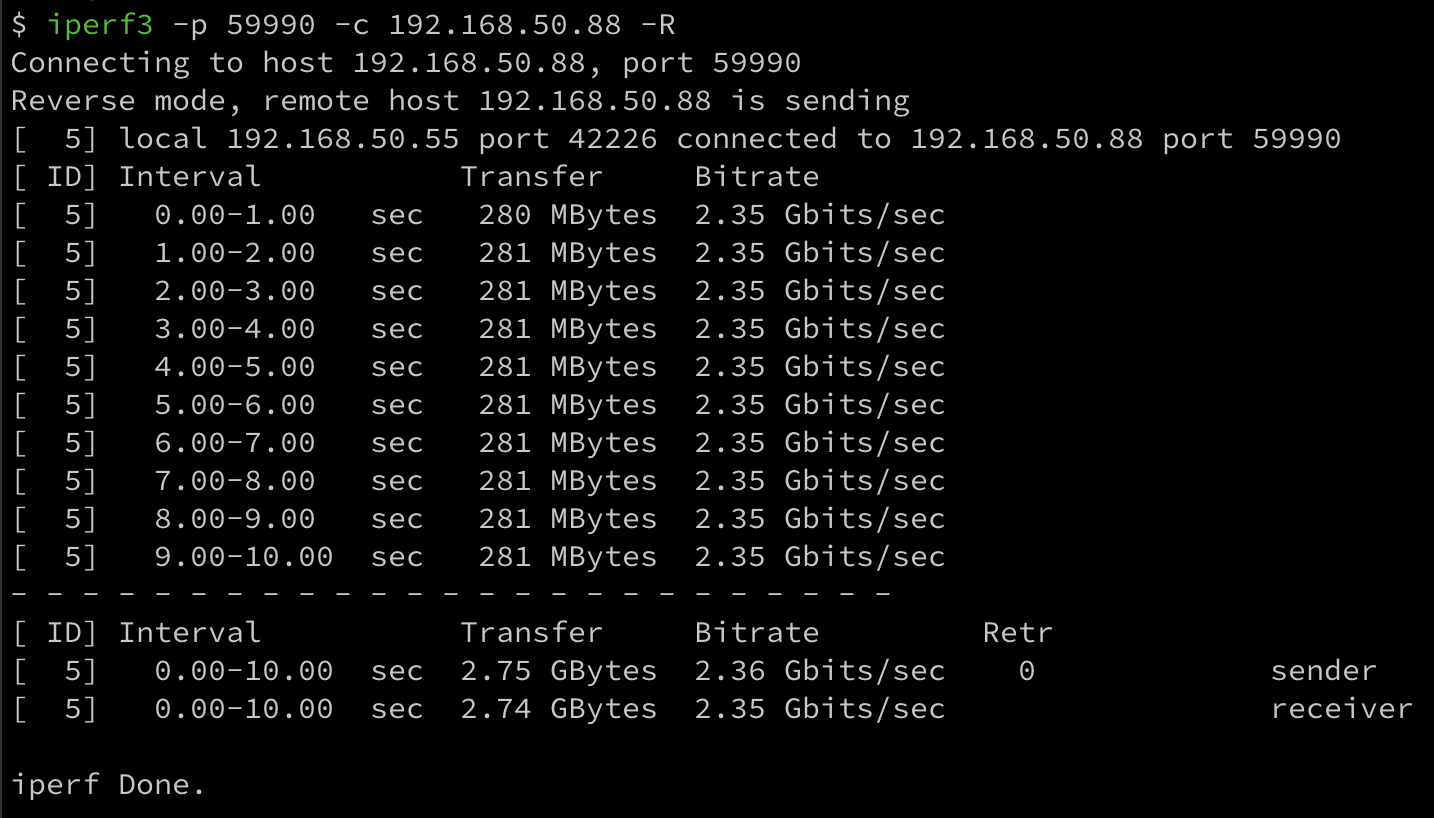 $ iperf3 -p 59990 -c 192.168.50.88 -R
Connecting to host 192.168.50.88, port 59990
Reverse mode, remote host 192.168.50.88 is sending
[  5] local 192.168.50.55 port 42226 connected to 192.168.50.88 port 59990
[ ID] Interval           Transfer     Bitrate
[  5]   0.00-1.00   sec   280 MBytes  2.35 Gbits/sec
[  5]   1.00-2.00   sec   281 MBytes  2.35 Gbits/sec
[  5]   2.00-3.00   sec   281 MBytes  2.35 Gbits/sec
[  5]   3.00-4.00   sec   281 MBytes  2.35 Gbits/sec
[  5]   4.00-5.00   sec   281 MBytes  2.35 Gbits/sec
[  5]   5.00-6.00   sec   281 MBytes  2.35 Gbits/sec
[  5]   6.00-7.00   sec   281 MBytes  2.35 Gbits/sec
[  5]   7.00-8.00   sec   281 MBytes  2.35 Gbits/sec
[  5]   8.00-9.00   sec   281 MBytes  2.35 Gbits/sec
[  5]   9.00-10.00  sec   281 MBytes  2.35 Gbits/sec
- - - - - - - - - - - - - - - - - - - - - - - - -
[ ID] Interval           Transfer     Bitrate         Retr
[  5]   0.00-10.00  sec  2.75 GBytes  2.36 Gbits/sec    0             sender
[  5]   0.00-10.00  sec  2.74 GBytes  2.35 Gbits/sec                  receiver
iperf Done.